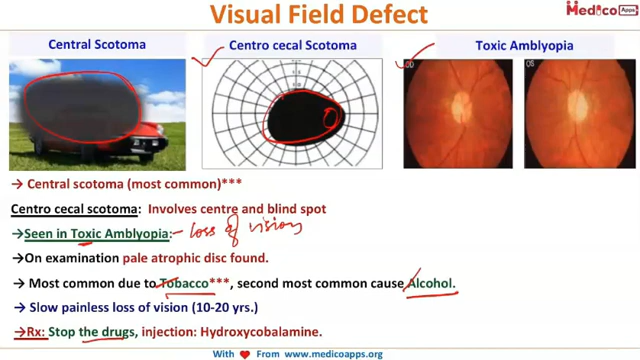 Visual Field Defect
Medico Apps
Central Scotoma
Centro cecal Scotoma
Toxic Amblyopia
OD
→ Central scotoma (most common)***
Centro cecal scotoma: Involves centre and blind spot
→Seen in Toxic Amblyopia: - loss of vision
→On examination pale atrophic disc found.
→ Most common due to Tobacco***, second most common cause Alcohol.
→ Slow painless loss of vision (10-20 yrs.)
→Rx: Stop the drugs, injection: Hydroxycobalamine.
With ♥ From www.medicoapps.org